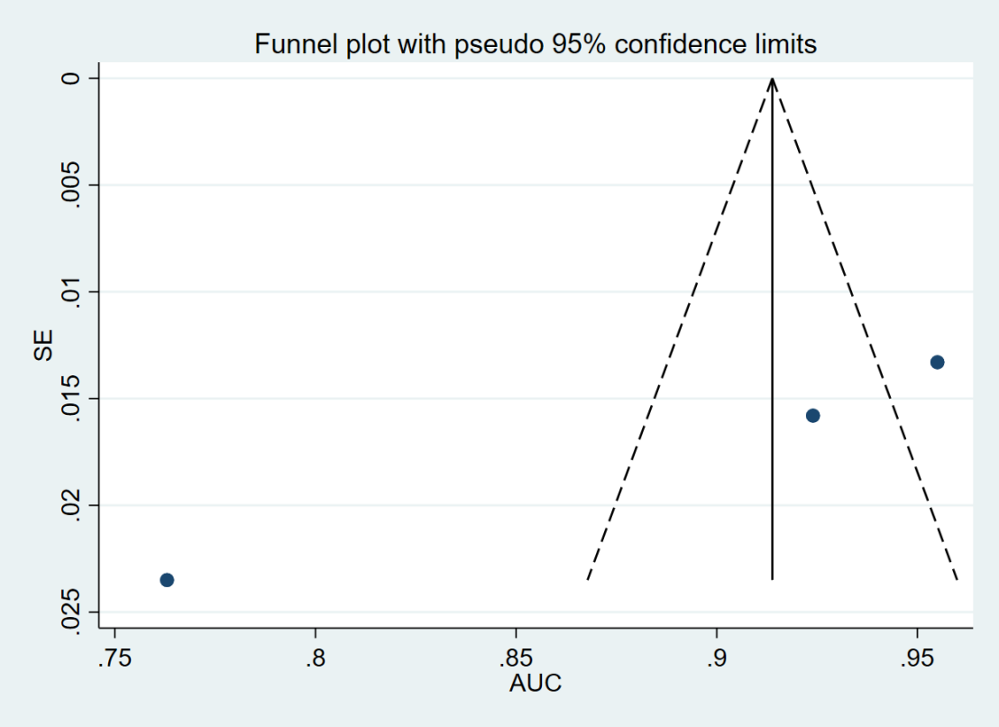 Funnel plot with pseudo 95% confidence limits
0
.005
.01
.015
.02
.025
SE
.75 .8 .85 .9 .95
AUC